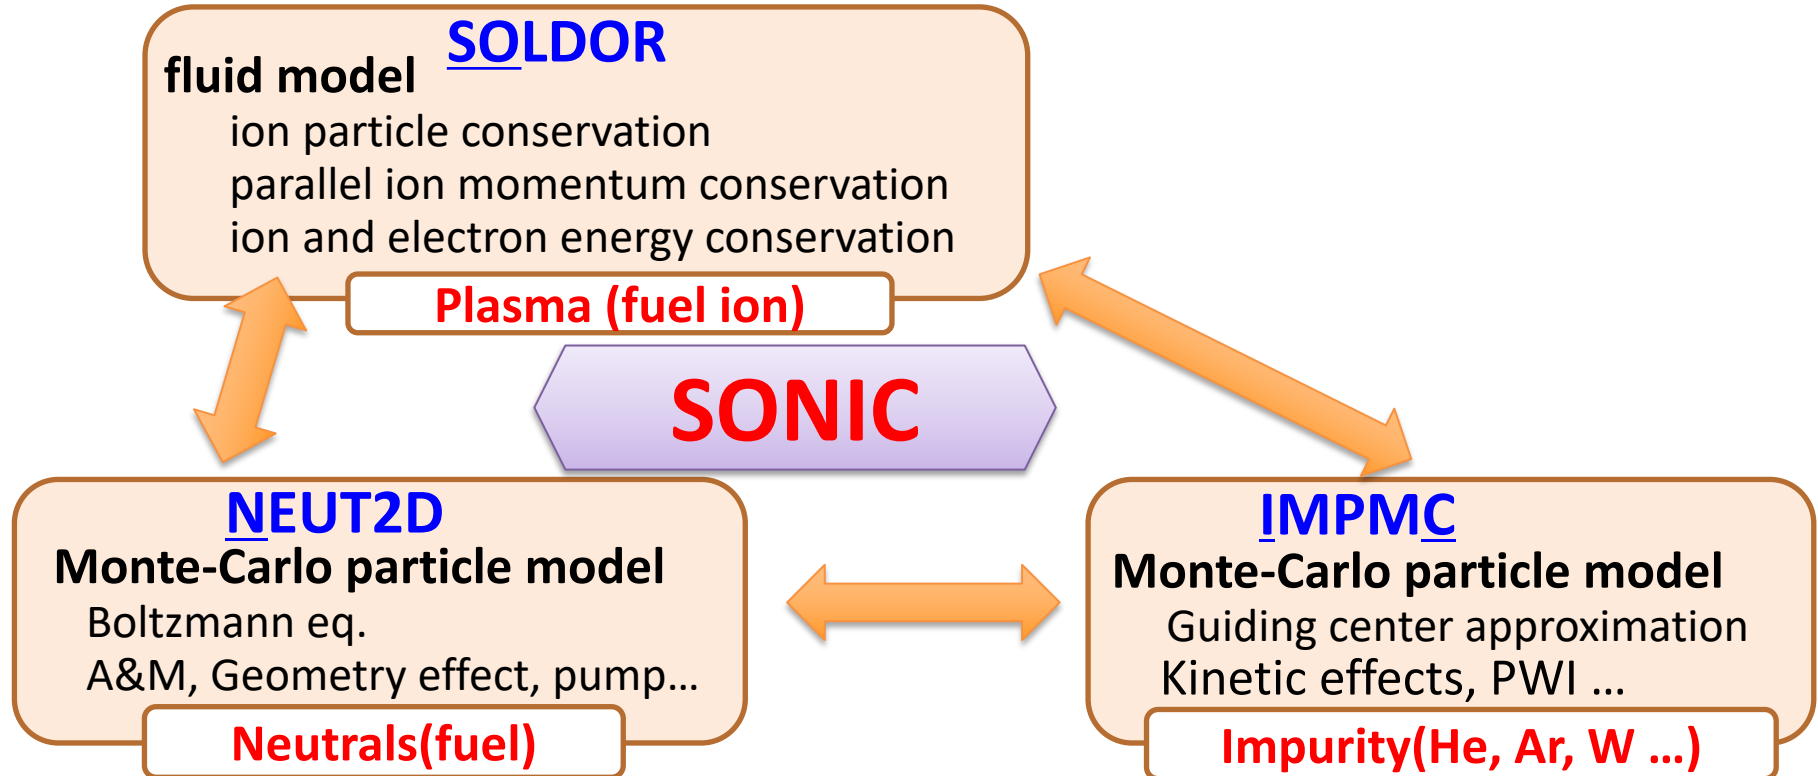 SOLDOR
fluid model
ion particle conservation
parallel ion momentum conservation
ion and electron energy conservation
Plasma (fuel ion)
SONIC
NEUT2D
Monte-Carlo particle model
Boltzmann eq.
A&M, Geometry effect, pump...
Neutrals(fuel)
IMPMC
Monte-Carlo particle model
Guiding center approximation
Kinetic effects, PWI ...
Impurity(He, Ar, W ...)